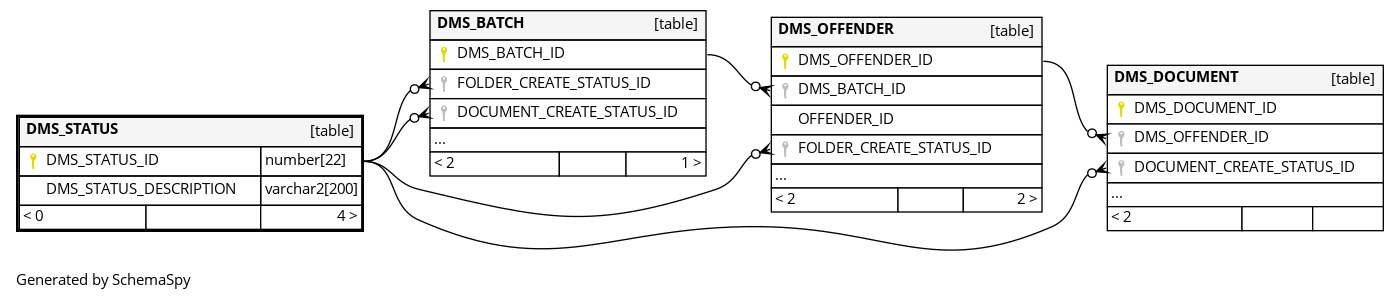 DMS_STATUS [table]
DMS_STATUS_ID number[22]
DMS_STATUS_DESCRIPTION varchar2[200]
< 0 4 >
DMS_BATCH [table]
DMS_BATCH_ID
FOLDER_CREATE_STATUS_ID
DOCUMENT_CREATE_STATUS_ID
...
< 2 1 >
DMS_OFFENDER [table]
DMS_OFFENDER_ID
DMS_BATCH_ID
OFFENDER_ID
FOLDER_CREATE_STATUS_ID
...
< 2 2 >
DMS_DOCUMENT [table]
DMS_DOCUMENT_ID
DMS_OFFENDER_ID
DOCUMENT_CREATE_STATUS_ID
...
< 2
Generated by SchemaSpy